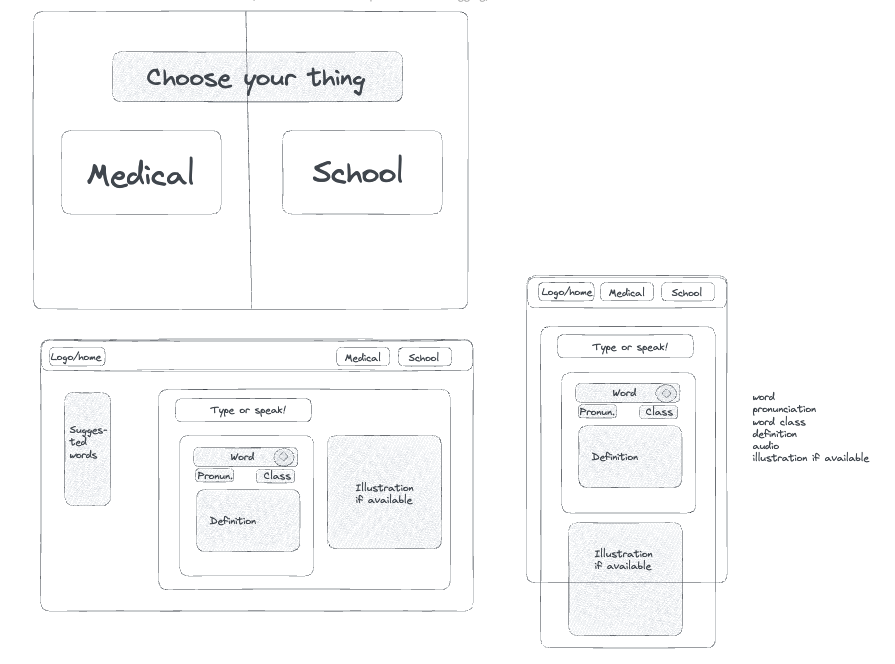 Choose your thing
Medical
School
Logo/home
Medical
School
Sugges-
ted
words
Type or speak!
Word
Pronun.
Class
Definition
Illustration
if available
Logo/home
Medical
School
Type or speak!
Word
Pronun.
Class
Definition
Illustration
if available
word
pronunciation
word class
definition
audio
illustration if available